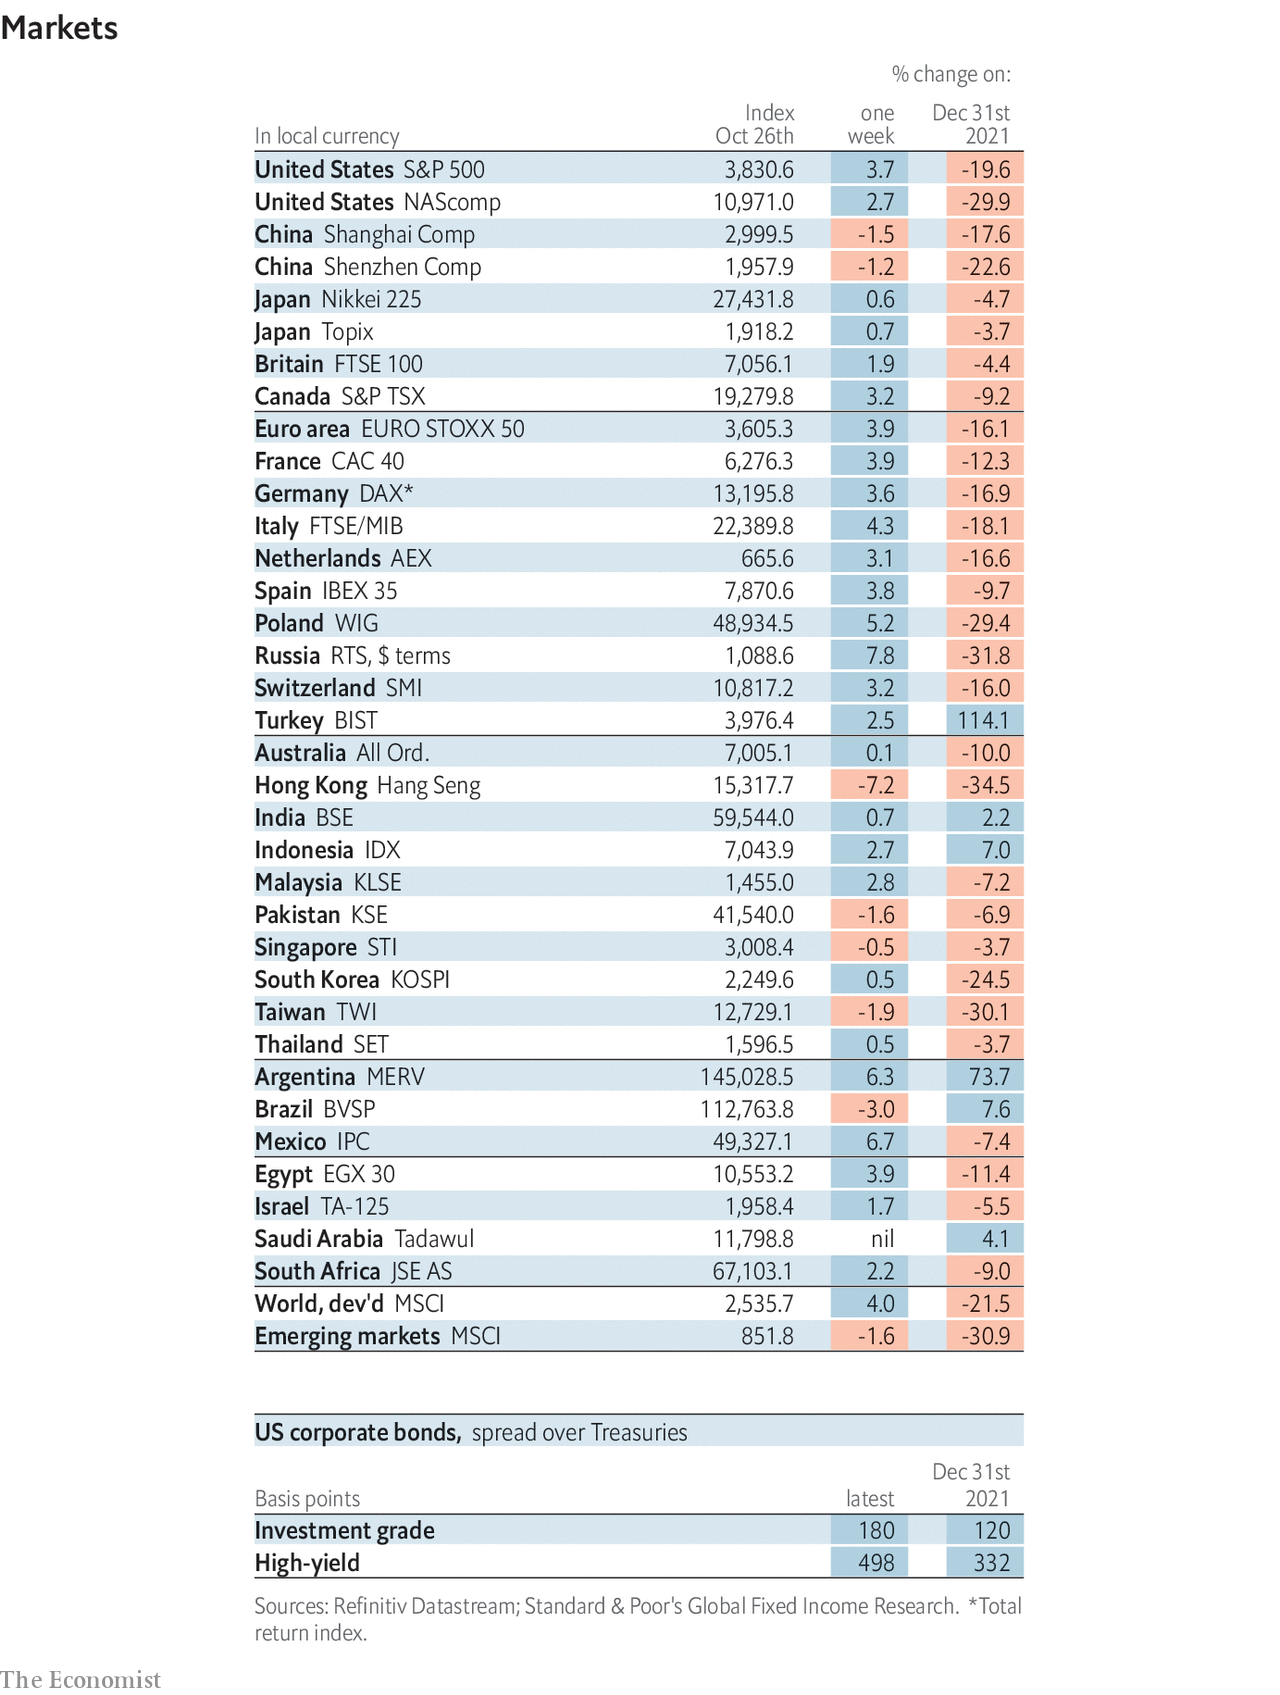 Markets
% change on:
Index one Dec 31st
In local currency Oct 26th week 2021
United States S&P 500 3,830.6 3.7 -19.6
United States NAScomp 10,971.0 2.7 -29.9
China Shanghai Comp 2,999.5 -1.5 -17.6
China Shenzhen Comp 1,957.9 -1.2 -22.6
Japan Nikkei 225 27,431.8 0.6 -4.7
Japan Topix 1,918.2 0.7 -3.7
Britain FTSE 100 7,056.1 1.9 -4.4
Canada S&P TSX 19,279.8 3.2 -9.2
Euro area EURO STOXX 50 3,605.3 3.9 -16.1
France CAC 40 6,276.3 3.9 -12.3
Germany DAX* 13,195.8 3.6 -16.9
Italy FTSE/MIB 22,389.8 4.3 -18.1
Netherlands AEX 665.6 3.1 -16.6
Spain IBEX 35 7,870.6 3.8 -9.7
Poland WIG 48,934.5 5.2 -29.4
Russia RTS, $ terms 1,088.6 7.8 -31.8
Switzerland SMI 10,817.2 3.2 -16.0
Turkey BIST 3,976.4 2.5 114.1
Australia All Ord. 7,005.1 0.1 -10.0
Hong Kong Hang Seng 15,317.7 -7.2 -34.5
India BSE 59,544.0 0.7 2.2
Indonesia IDX 7,043.9 2.7 7.0
Malaysia KLSE 1,455.0 2.8 -7.2
Pakistan KSE 41,540.0 -1.6 -6.9
Singapore STI 3,008.4 -0.5 -3.7
South Korea KOSPI 2,249.6 0.5 -24.5
Taiwan TWI 12,729.1 -1.9 -30.1
Thailand SET 1,596.5 0.5 -3.7
Argentina MERV 145,028.5 6.3 73.7
Brazil BVSP 112,763.8 -3.0 7.6
Mexico IPC 49,327.1 6.7 -7.4
Egypt EGX 30 10,553.2 3.9 -11.4
Israel TA-125 1,958.4 1.7 -5.5
Saudi Arabia Tadawul 11,798.8 nil 4.1
South Africa JSE AS 67,103.1 2.2 -9.0
World, dev'd MSCI 2,535.7 4.0 -21.5
Emerging markets MSCI 851.8 -1.6 -30.9
US corporate bonds, spread over Treasuries
Dec 31st
Basis points latest 2021
Investment grade 180 120
High-yield 498 332
Sources: Refinitiv Datastream; Standard & Poor's Global Fixed Income Research. *Total
return index.
The Economist